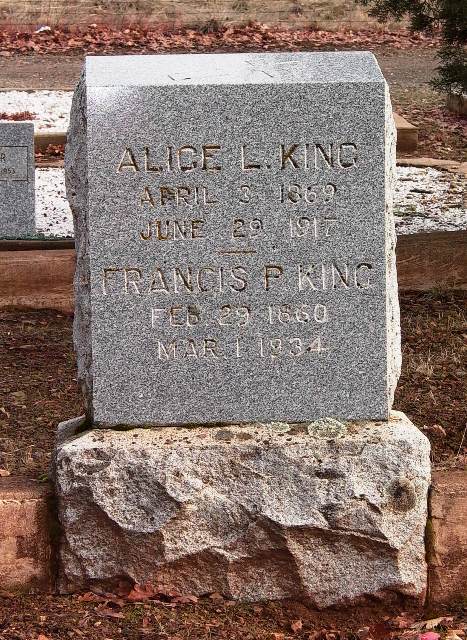 ALICE L. KING
APRIL 3 1869
JUNE 29 1917
FRANCIS P. KING
FEB 29 1860
MAR 1 1934